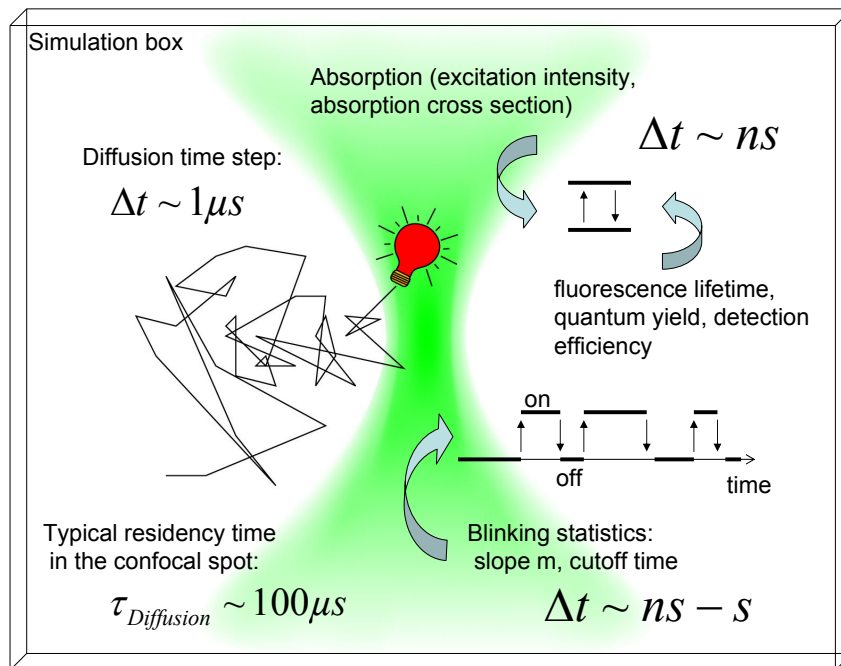 Simulation box
Absorption (excitation intensity,
absorption cross section)
Δt ~ ns
Diffusion time step:
Δt ~ 1μs
fluorescence lifetime,
quantum yield, detection
efficiency
on
off
time
Typical residency time
in the confocal spot:
τDiffusion ~ 100μs
Blinking statistics:
slope m, cutoff time
Δt ~ ns − s